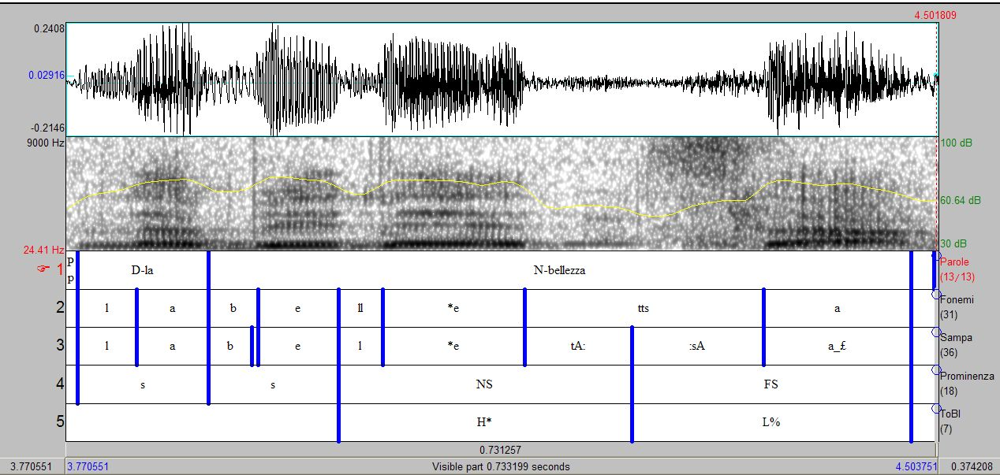 4.501809
0.2408
0.02916
-0.2146
9000 Hz
100 dB
60.64 dB
24.41 Hz
30 dB
1 p p D-la N-bellezza Parole (13/13)
2 l a b e ll *e tts a Fonemi (31)
3 l a b e l *e tA: :sA a_£ Sampa (36)
4 s s NS FS Prominenza (18)
5 H* L% ToBI (7)
0.731257
3.770551 3.770551 Visible part 0.733199 seconds 4.503751 0.374208